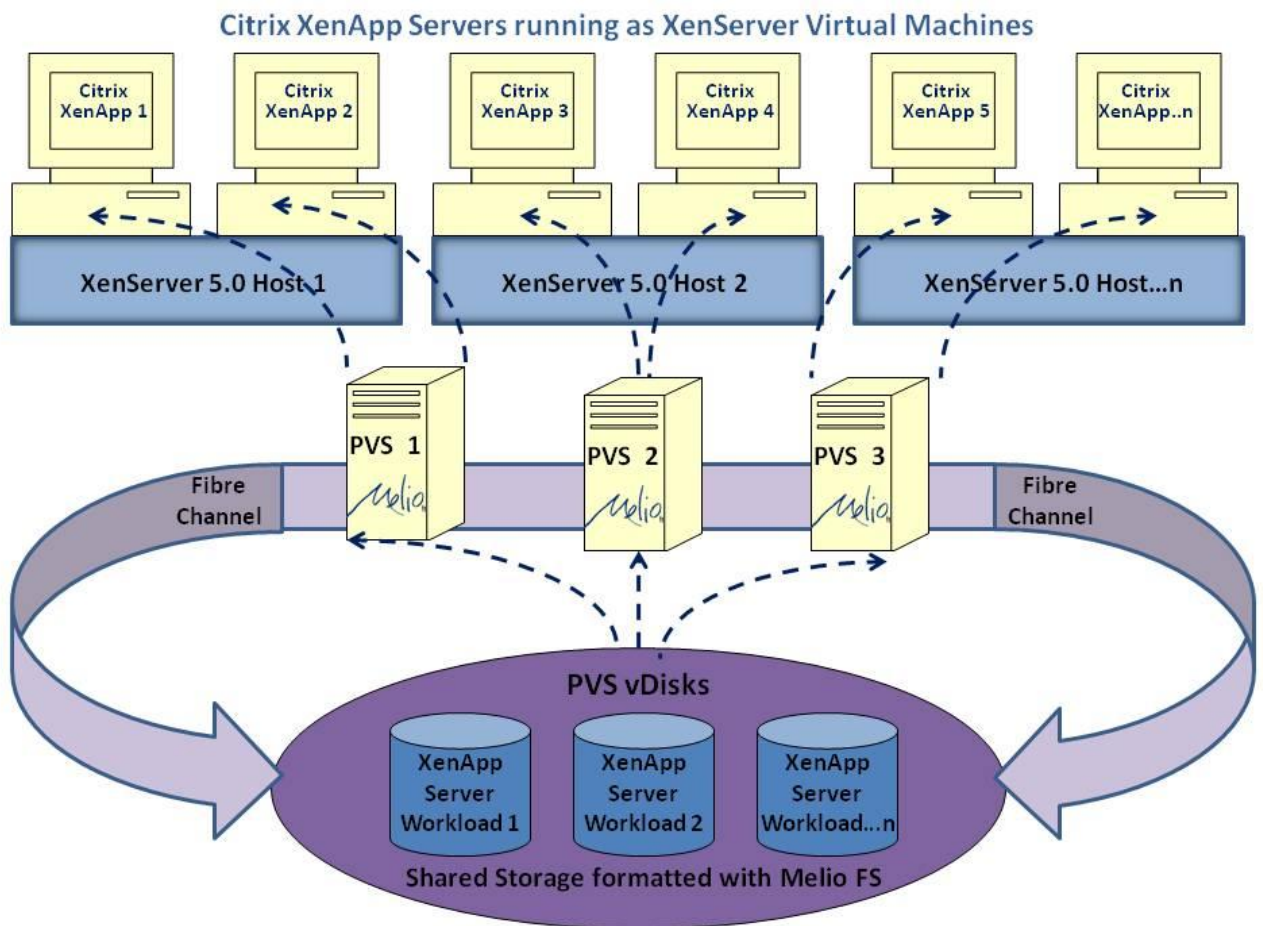 Citrix XenApp Servers running as XenServer Virtual Machines
Citrix
XenApp 1
Citrix
XenApp 2
Citrix
XenApp 3
Citrix
XenApp 4
Citrix
XenApp 5
Citrix
XenApp..n
XenServer 5.0 Host 1
XenServer 5.0 Host 2
XenServer 5.0 Host...n
PVS 1
Melio
PVS 2
Melio
PVS 3
Melio
Fibre
Channel
Fibre
Channel
PVS vDisks
XenApp
Server
Workload 1
XenApp
Server
Workload 2
XenApp
Server
Workload...n
Shared Storage formatted with Melio FS